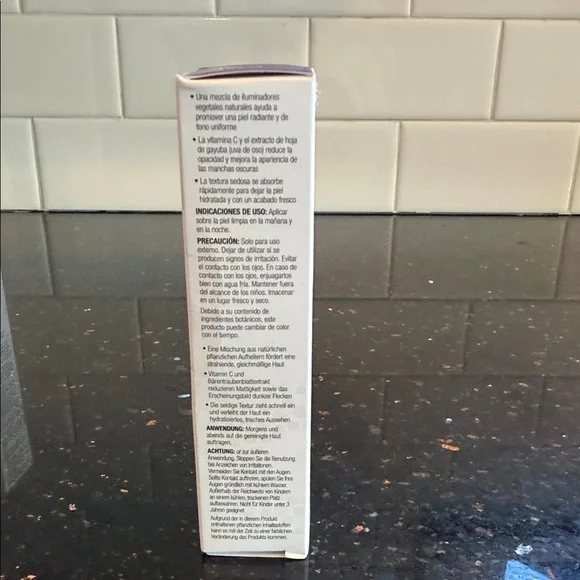 • Una mezcla de iluminadores
vegetales naturales ayuda a
promover una piel radiante y de
tono uniforme
• La vitamina C y el extracto de hoja
de gayuba (uva de oso) reduce la
opacidad y mejora la apariencia de
las manchas oscuras
• La textura sedosa se absorbe
rápidamente para dejar la piel
hidratada y con un acabado fresco
INDICACIONES DE USO: Aplicar
sobre la piel limpia en la mañana y
en la noche.
PRECAUCIÓN: Solo para uso
externo. Dejar de utilizar si se
producen signos de irritación. Evitar
el contacto con los ojos. En caso de
contacto con los ojos, enjuagarlos
bien con agua fría. Mantener fuera
del alcance de los niños. lmacenar
en un lugar fresco y seco.
Debido a su contenido de
ingredientes botánicos, este
producto puede cambiar de color
con el tiempo.
• Eine Mischung aus natürlichen
pflanzlichen Aufhellern fördert eine
strahlende, gleichmäßige Haut
• Vitamin C und
Bärentraubenblattextrakt
reduzieren Mattigkeit sowie das
Erscheinungsbild dunkler Flecken
• Die seidige Textur zieht schnell ein
und verleiht der Haut ein
hydratisiertes, frisches Aussehen
ANWENDUNG: Morgens und
abends auf die gereinigte Haut
auftragen.
ACHTUNG: ur zur äußeren
Anwendung. Stoppen Sie die Benutzung
bei Anzeichen von Irritationen.
Vermeiden Sie Kontakt mit den Augen.
Sollte Kontakt auftreten, spülen Sie Ihre
Augen gründlich mit kühlem Wasser.
Außerhalb der Reichweite von Kindern
an einem kühlen, trockenen Platz
aufbewahren. Nicht für Kinder unter 3
Jahren geeignet.
Aufgrund der in diesem Produkt
enthaltenen pflanzlichen Inhaltsstoffen
kann es mit der Zeit zu einer farblichen
Veränderung des Produkts kommen.